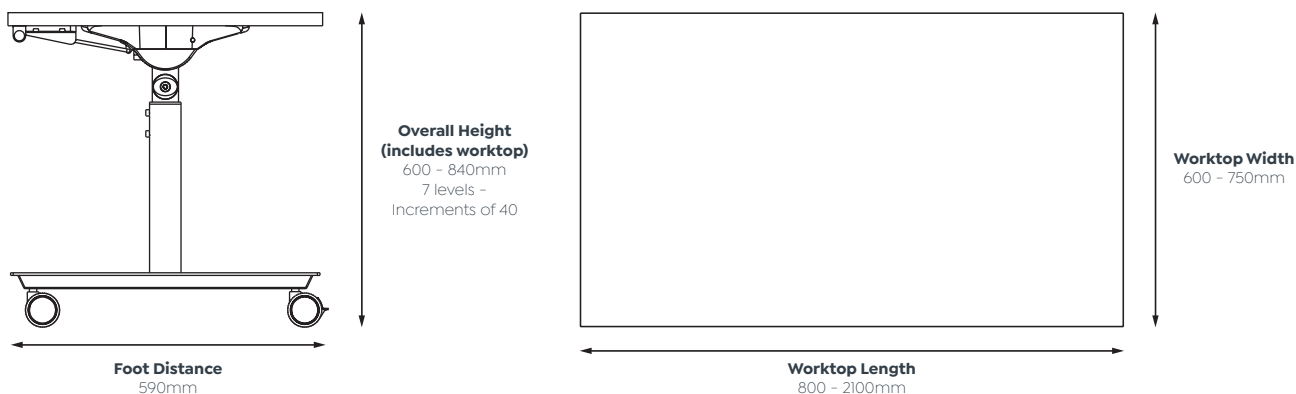 Overall Height
(includes worktop)
600 - 840mm
7 levels -
Increments of 40
Worktop Width
600 - 750mm
Foot Distance
590mm
Worktop Length
800 - 2100mm